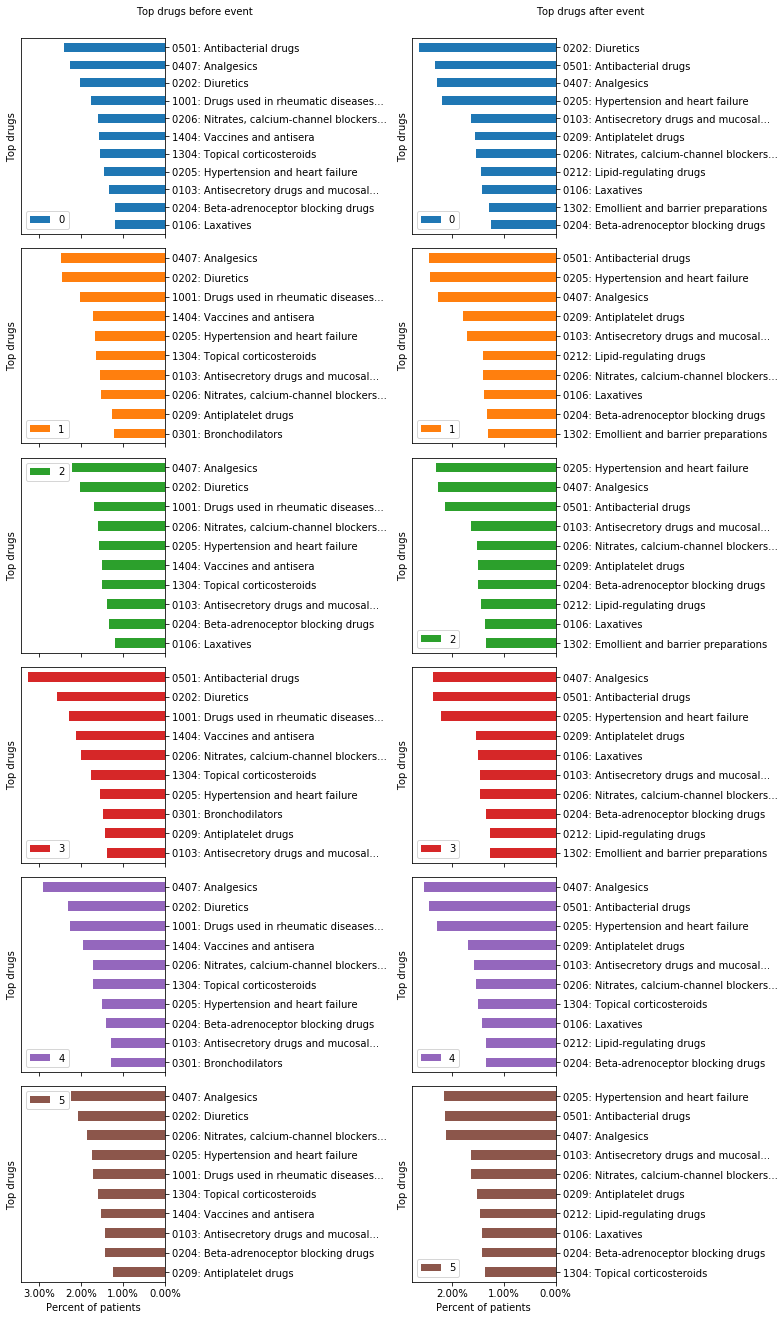 Top drugs before event
Top drugs
0501: Antibacterial drugs
0407: Analgesics
0202: Diuretics
1001: Drugs used in rheumatic diseases...
0206: Nitrates, calcium-channel blockers...
1404: Vaccines and antisera
1304: Topical corticosteroids
0205: Hypertension and heart failure
0103: Antisecretory drugs and mucosal...
0204: Beta-adrenoceptor blocking drugs
0106: Laxatives
0
Top drugs
0407: Analgesics
0202: Diuretics
1001: Drugs used in rheumatic diseases...
1404: Vaccines and antisera
0205: Hypertension and heart failure
1304: Topical corticosteroids
0103: Antisecretory drugs and mucosal...
0206: Nitrates, calcium-channel blockers...
0209: Antiplatelet drugs
0301: Bronchodilators
1
Top drugs
2
0407: Analgesics
0202: Diuretics
1001: Drugs used in rheumatic diseases...
0206: Nitrates, calcium-channel blockers...
0205: Hypertension and heart failure
1404: Vaccines and antisera
1304: Topical corticosteroids
0103: Antisecretory drugs and mucosal...
0204: Beta-adrenoceptor blocking drugs
0106: Laxatives
Top drugs
0501: Antibacterial drugs
0202: Diuretics
1001: Drugs used in rheumatic diseases...
1404: Vaccines and antisera
0206: Nitrates, calcium-channel blockers...
1304: Topical corticosteroids
0205: Hypertension and heart failure
0301: Bronchodilators
0209: Antiplatelet drugs
0103: Antisecretory drugs and mucosal...
3
Top drugs
0407: Analgesics
0202: Diuretics
1001: Drugs used in rheumatic diseases...
1404: Vaccines and antisera
0206: Nitrates, calcium-channel blockers...
1304: Topical corticosteroids
0205: Hypertension and heart failure
0204: Beta-adrenoceptor blocking drugs
0103: Antisecretory drugs and mucosal...
0301: Bronchodilators
4
Top drugs
5
0407: Analgesics
0202: Diuretics
0206: Nitrates, calcium-channel blockers...
0205: Hypertension and heart failure
1001: Drugs used in rheumatic diseases...
1304: Topical corticosteroids
1404: Vaccines and antisera
0103: Antisecretory drugs and mucosal...
0204: Beta-adrenoceptor blocking drugs
0209: Antiplatelet drugs
3.00% 2.00% 1.00% 0.00%
Percent of patients
Top drugs after event
Top drugs
0202: Diuretics
0501: Antibacterial drugs
0407: Analgesics
0205: Hypertension and heart failure
0103: Antisecretory drugs and mucosal...
0209: Antiplatelet drugs
0206: Nitrates, calcium-channel blockers...
0212: Lipid-regulating drugs
0106: Laxatives
1302: Emollient and barrier preparations
0204: Beta-adrenoceptor blocking drugs
0
Top drugs
0501: Antibacterial drugs
0205: Hypertension and heart failure
0407: Analgesics
0209: Antiplatelet drugs
0103: Antisecretory drugs and mucosal...
0212: Lipid-regulating drugs
0206: Nitrates, calcium-channel blockers...
0106: Laxatives
0204: Beta-adrenoceptor blocking drugs
1302: Emollient and barrier preparations
1
Top drugs
0205: Hypertension and heart failure
0407: Analgesics
0501: Antibacterial drugs
0103: Antisecretory drugs and mucosal...
0206: Nitrates, calcium-channel blockers...
0209: Antiplatelet drugs
0204: Beta-adrenoceptor blocking drugs
0212: Lipid-regulating drugs
0106: Laxatives
1302: Emollient and barrier preparations
2
Top drugs
0407: Analgesics
0501: Antibacterial drugs
0205: Hypertension and heart failure
0209: Antiplatelet drugs
0106: Laxatives
0103: Antisecretory drugs and mucosal...
0206: Nitrates, calcium-channel blockers...
0204: Beta-adrenoceptor blocking drugs
0212: Lipid-regulating drugs
1302: Emollient and barrier preparations
3
Top drugs
0407: Analgesics
0501: Antibacterial drugs
0205: Hypertension and heart failure
0209: Antiplatelet drugs
0103: Antisecretory drugs and mucosal...
0206: Nitrates, calcium-channel blockers...
1304: Topical corticosteroids
0106: Laxatives
0212: Lipid-regulating drugs
0204: Beta-adrenoceptor blocking drugs
4
Top drugs
0205: Hypertension and heart failure
0501: Antibacterial drugs
0407: Analgesics
0103: Antisecretory drugs and mucosal...
0206: Nitrates, calcium-channel blockers...
0209: Antiplatelet drugs
0212: Lipid-regulating drugs
0106: Laxatives
0204: Beta-adrenoceptor blocking drugs
1304: Topical corticosteroids
5
2.00% 1.00% 0.00%
Percent of patients